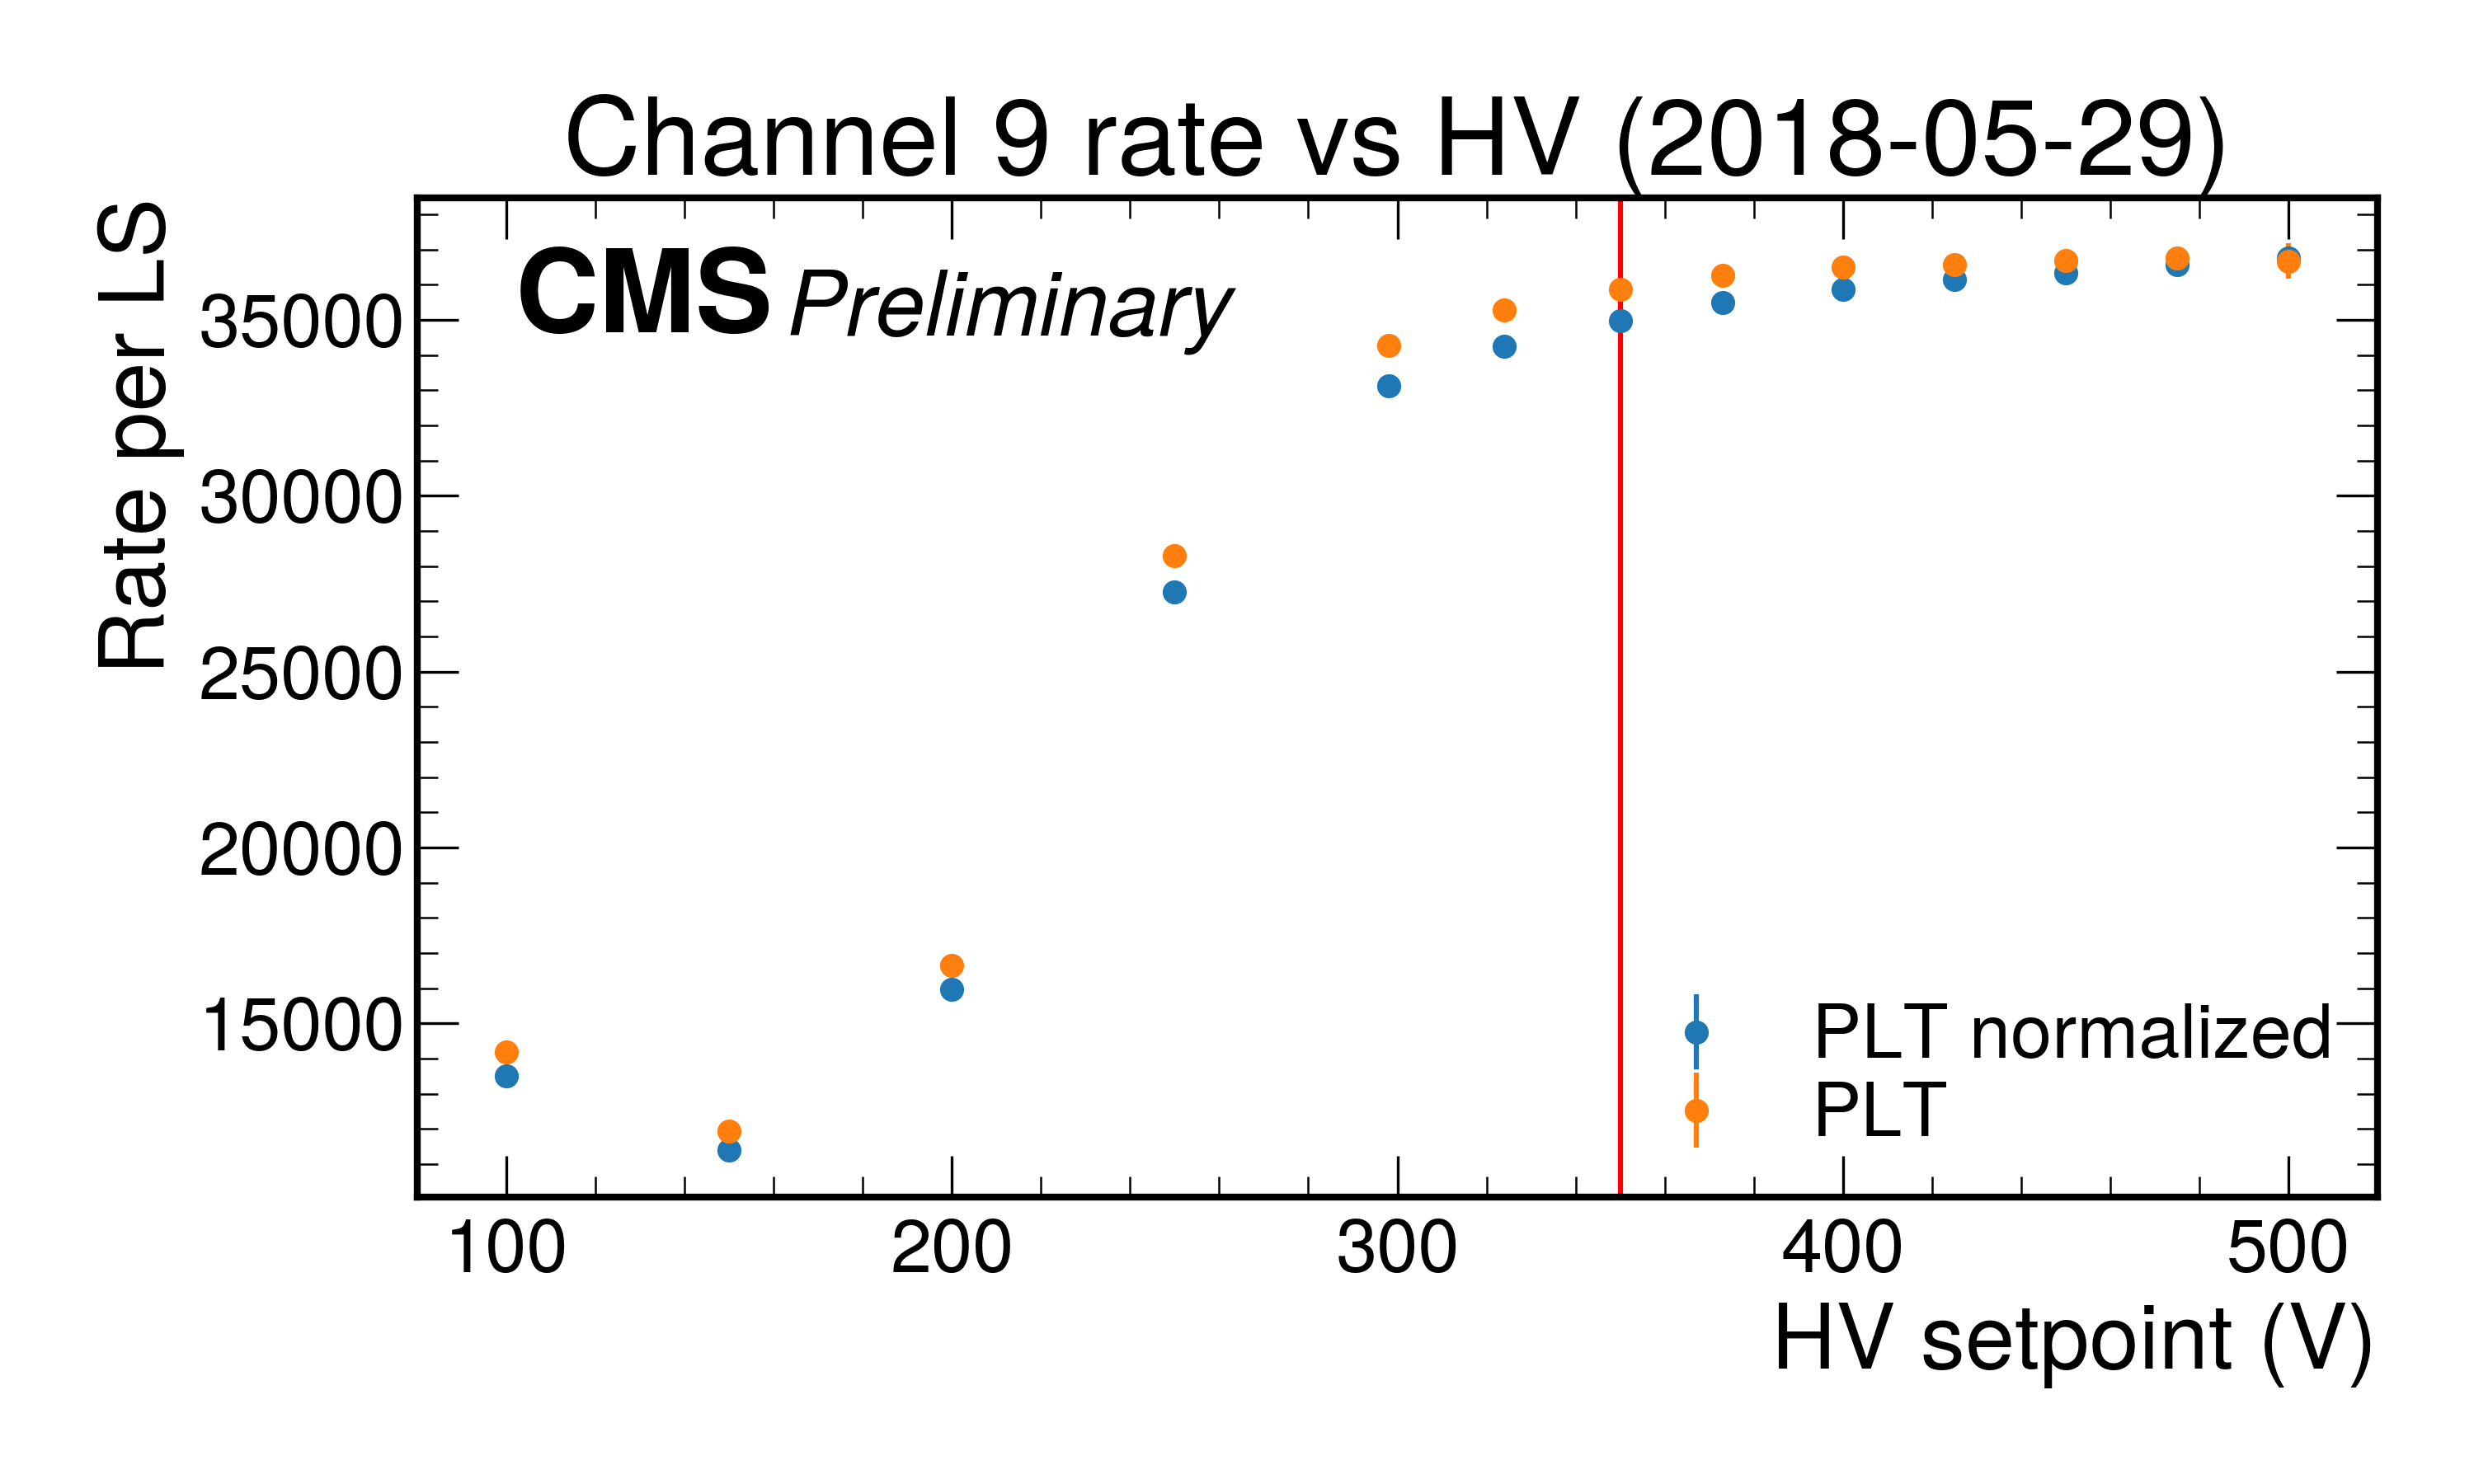 Channel 9 rate vs HV (2018-05-29)
CMS Preliminary
Rate per LS
35000
30000
25000
20000
15000
PLT normalized
PLT
100 200 300 400 500
HV setpoint (V)